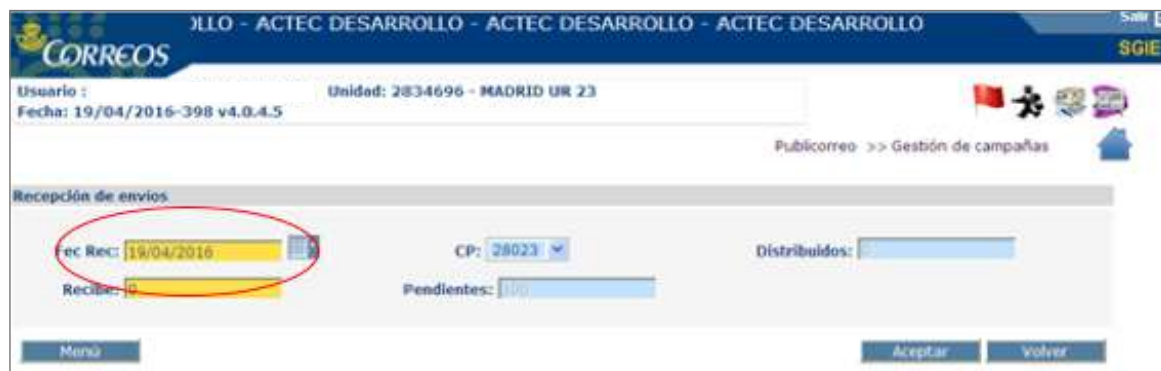 OLLO - ACTEC DESARROLLO - ACTEC DESARROLLO - ACTEC DESARROLLO
Salir
CORREOS
SGIE
Usuario :
Unidad: 2834696 - MADRID UR 23
Fecha: 19/04/2016-398 v4.0.4.5
Publicorreo >> Gestión de campañas
Recepción de envíos
Fec Rec: 19/04/2016
CP: 28023
Distribuidos:
Recibe: 0
Pendientes: 100
Menú
Aceptar
Volver